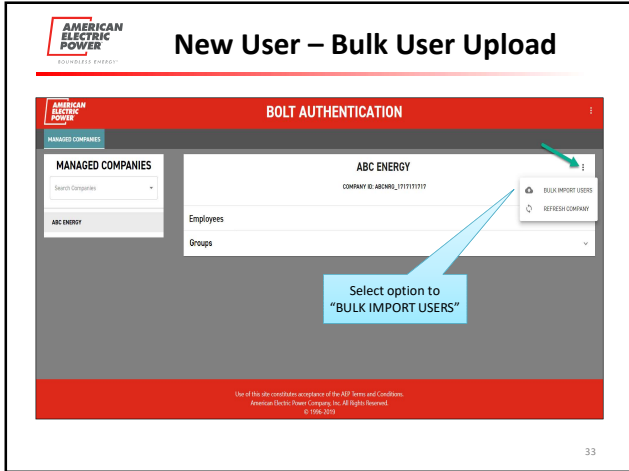 AMERICAN
ELECTRIC
POWER
BOUNDLESS ENERGY™
New User – Bulk User Upload
AMERICAN
ELECTRIC
POWER
BOLT AUTHENTICATION
MANAGED COMPANIES
MANAGED COMPANIES
Search Companies
ABC ENERGY
ABC ENERGY
COMPANY ID: ABCNRG_1717171717
BULK IMPORT USERS
REFRESH COMPANY
Employees
Groups
Select option to
“BULK IMPORT USERS”
Use of this site constitutes acceptance of the AEP Terms and Conditions.
American Electric Power Company, Inc. All Rights Reserved.
© 1996-2019
33